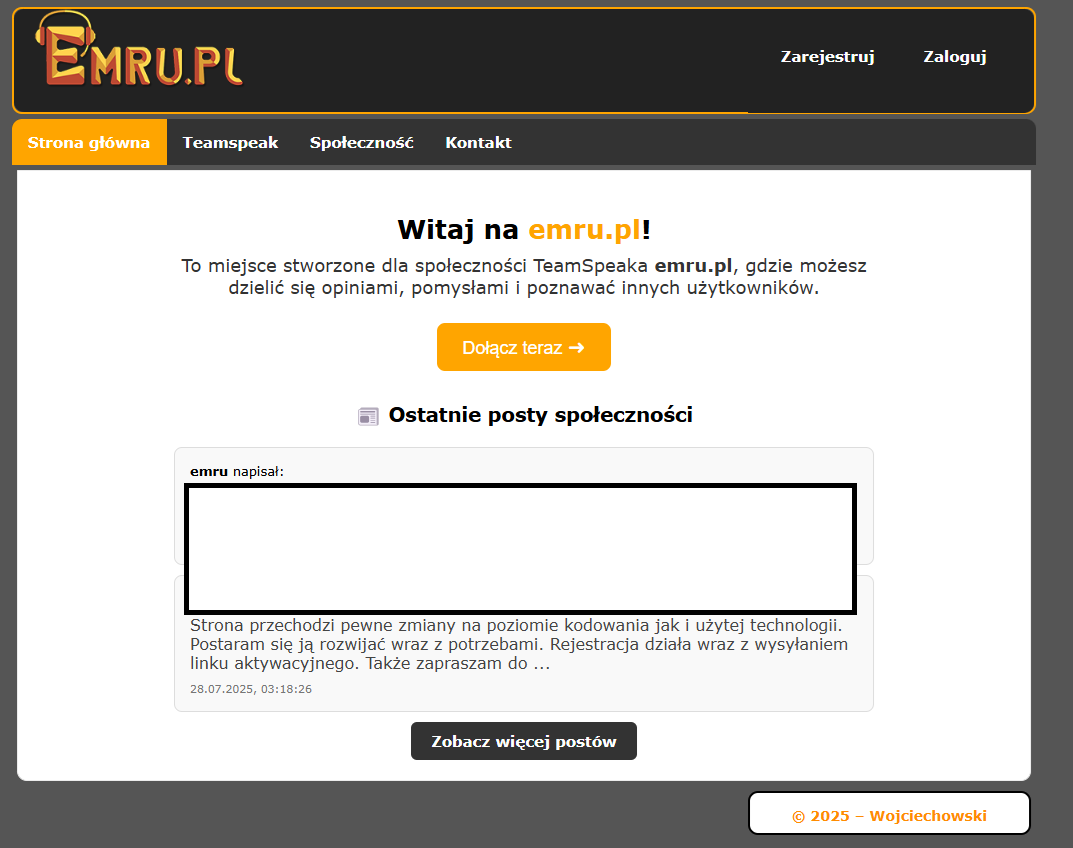 EMRU.PL
Zarejestruj Zaloguj
Strona główna Teamspeak Społeczność Kontakt
Witaj na emru.pl!
To miejsce stworzone dla społeczności TeamSpeaka emru.pl, gdzie możesz
dzielić się opiniami, pomysłami i poznawać innych użytkowników.
Dołącz teraz ➜
Ostatnie posty społeczności
emru napisał:
Strona przechodzi pewne zmiany na poziomie kodowania jak i użytej technologii.
Postaram się ją rozwijać wraz z potrzebami. Rejestracja działa wraz z wysyłaniem
linku aktywacyjnego. Także zapraszam do ...
28.07.2025, 03:18:26
Zobacz więcej postów
© 2025 – Wojciechowski